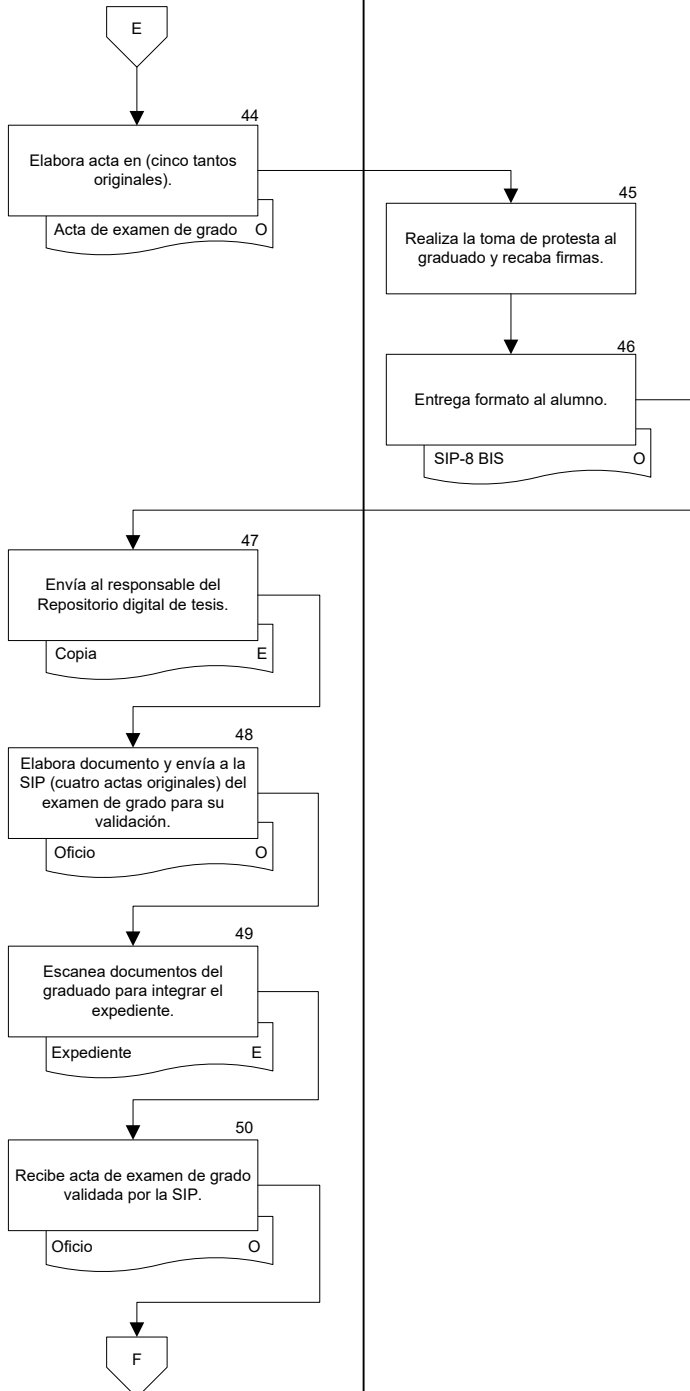 E
44
Elabora acta en (cinco tantos
originales).
Acta de examen de grado O
45
Realiza la toma de protesta al
graduado y recaba firmas.
46
Entrega formato al alumno.
SIP-8 BIS O
47
Envía al responsable del
Repositorio digital de tesis.
Copia E
48
Elabora documento y envía a la
SIP (cuatro actas originales) del
examen de grado para su
validación.
Oficio O
49
Escanea documentos del
graduado para integrar el
expediente.
Expediente E
50
Recibe acta de examen de grado
validada por la SIP.
Oficio O
F